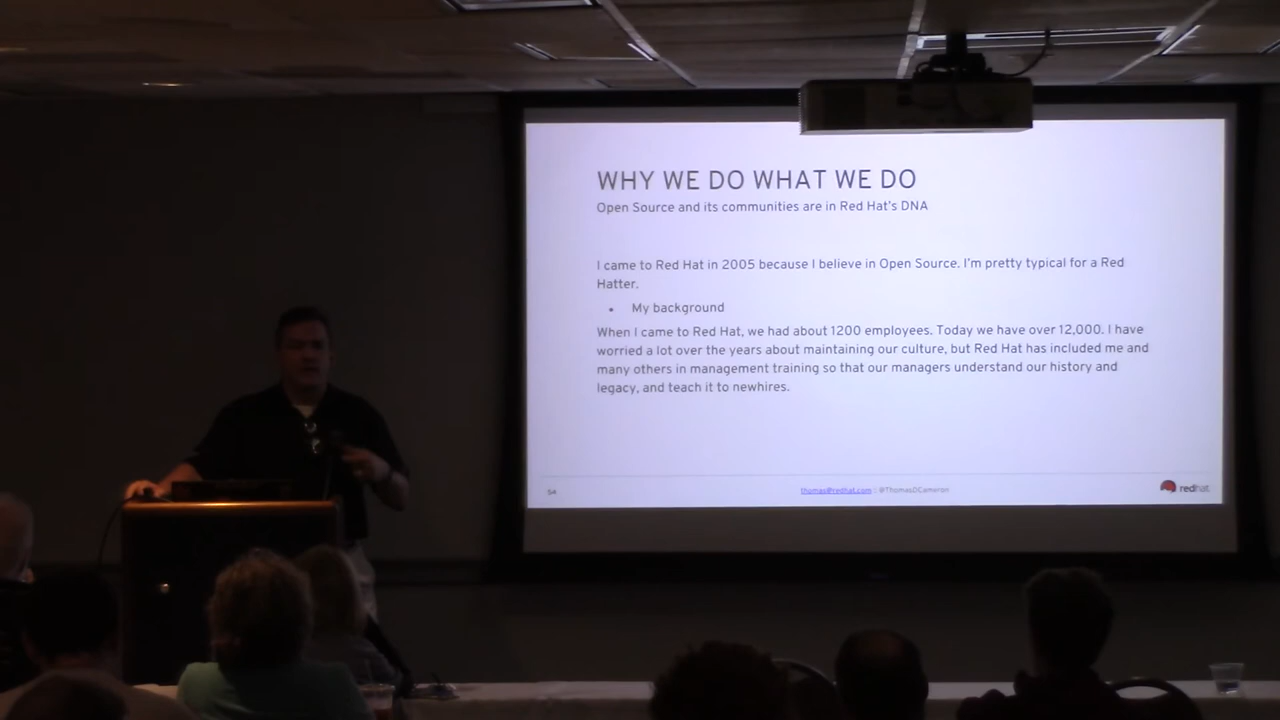 WHY WE DO WHAT WE DO
Open Source and its communities are in Red Hat's DNA
I came to Red Hat in 2005 because I believe in Open Source. I'm pretty typical for a Red
Hatter.
• My background
When I came to Red Hat, we had about 1200 employees. Today we have over 12,000. I have
worried a lot over the years about maintaining our culture, but Red Hat has included me and
many others in management training so that our managers understand our history and
legacy, and teach it to newhires.
54 thomas@redhat.com | @ThomasDCameron redhat